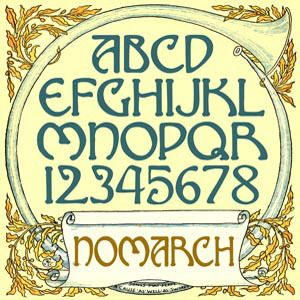 ABCD
EFGHIJKL
MNOPQR
12345678
NOMARCH